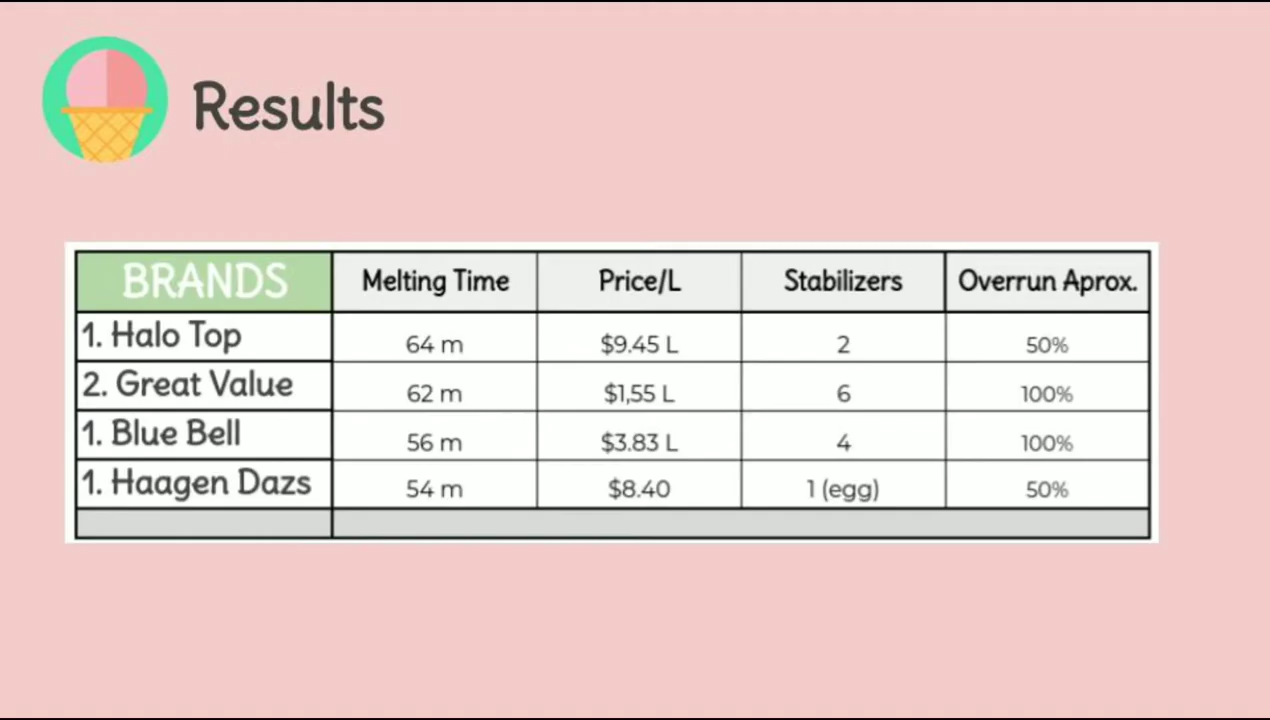 Results
BRANDS Melting Time Price/L Stabilizers Overrun Aprox.
1. Halo Top 64 m $9.45 L 2 50%
2. Great Value 62 m $1,55 L 6 100%
1. Blue Bell 56 m $3.83 L 4 100%
1. Haagen Dazs 54 m $8.40 1 (egg) 50%